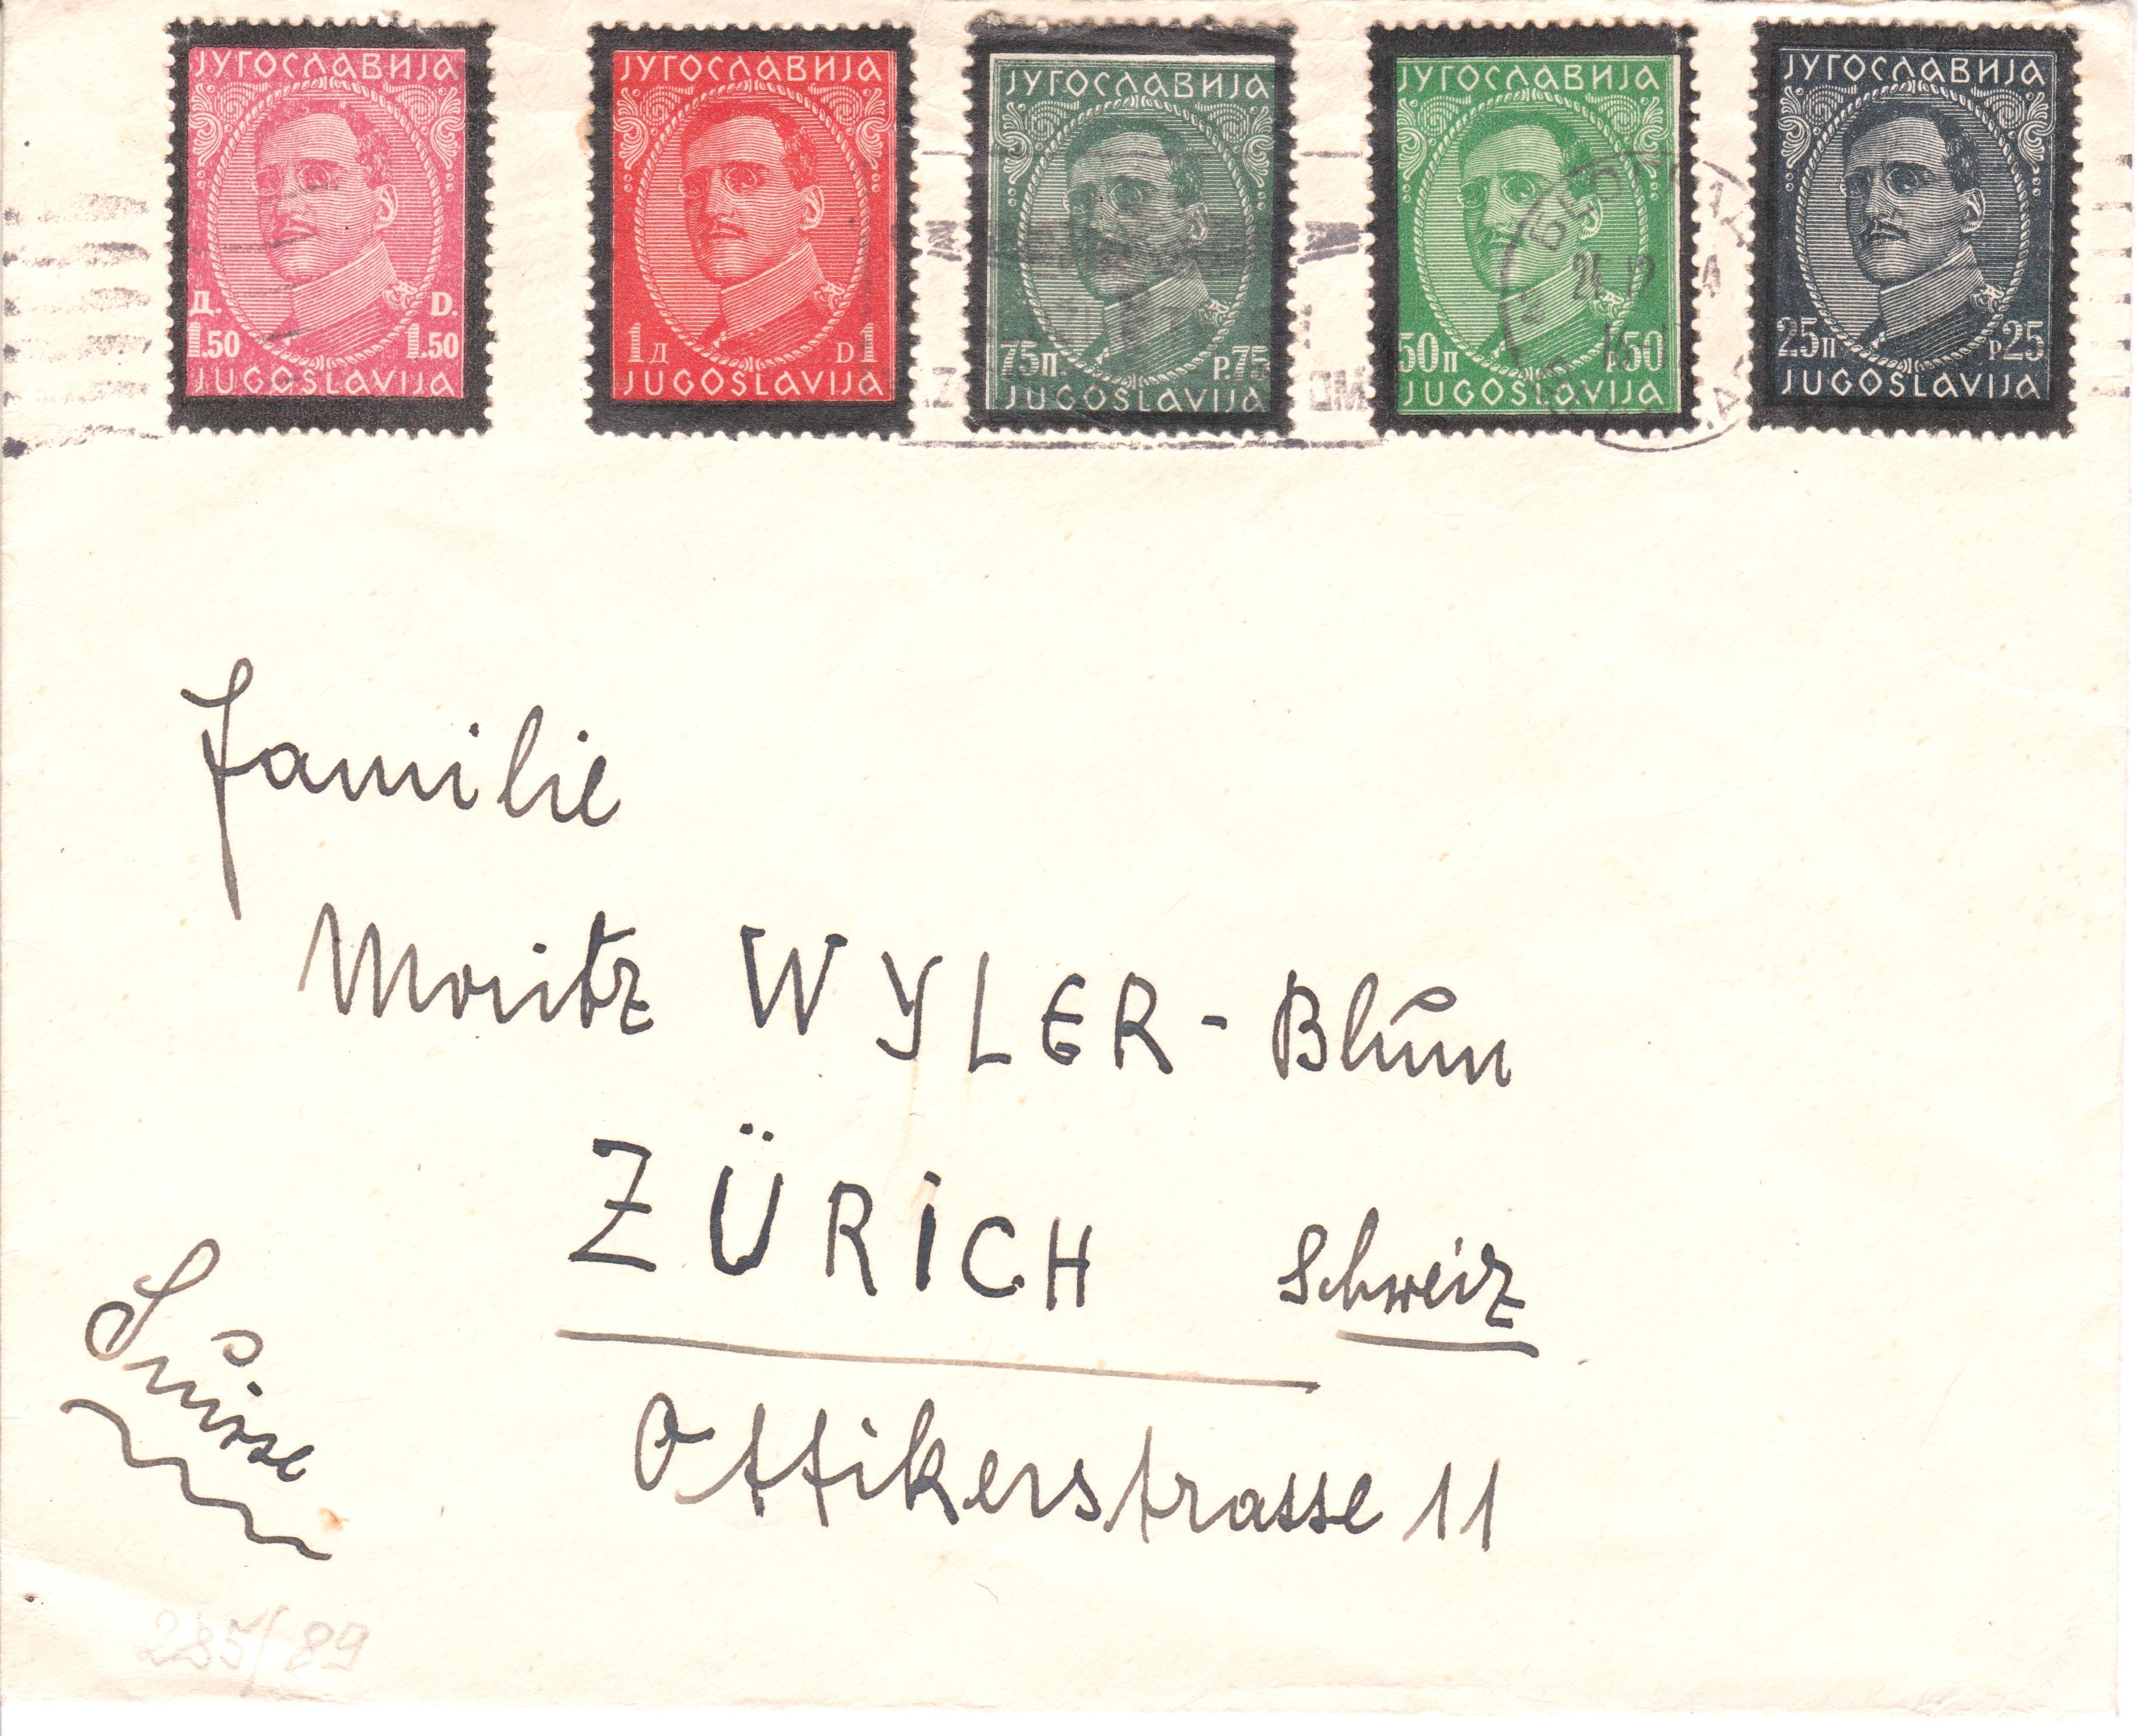 ЈУГОСЛАВИЈА
Д. D.
1.50 1.50
JUGOSLAVIJA
ЈУГОСЛАВИЈА
1 Д D 1
JUGOSLAVIJA
ЈУГОСЛАВИЈА
75 П P. 75
JUGOSLAVIJA
ЈУГОСЛАВИЈА
50 П 50
JUGOSLAVIJA
ЈУГОСЛАВИЈА
25 П P 25
JUGOSLAVIJA
Familie
Moritz WYLER-Blum
ZÜRICH Schweiz
Ottikerstrasse 11
Suisse
285/89